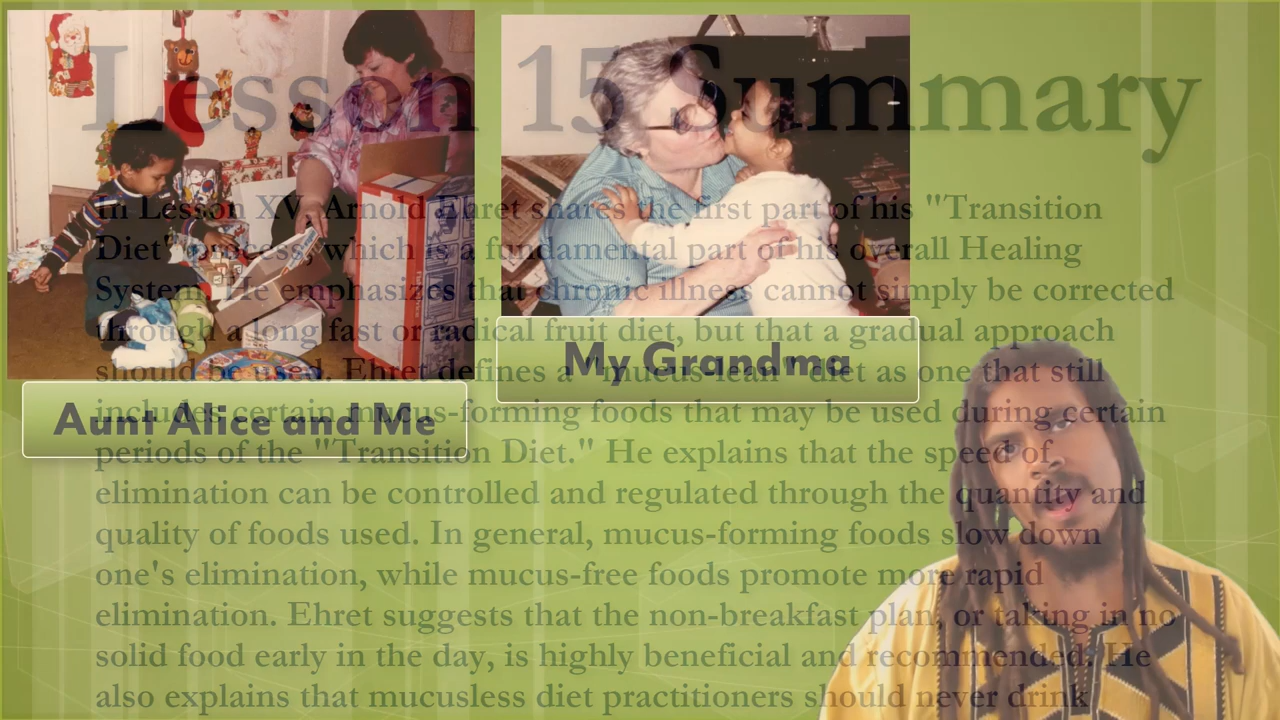 Lesson 15 Summary
In Lesson XV, Arnold Ehret shares the first part of his "Transition
Diet" process, which is a fundamental part of his overall Healing
System. He emphasizes that chronic illness cannot simply be corrected
through a long fast or radical fruit diet, but that a gradual approach
should be used. Ehret defines a "mucus-lean" diet as one that still
includes certain mucus-forming foods that may be used during certain
periods of the "Transition Diet." He explains that the speed of
elimination can be controlled and regulated through the quantity and
quality of foods used. In general, mucus-forming foods slow down
one's elimination, while mucus-free foods promote more rapid
elimination. Ehret suggests that the non-breakfast plan, or taking in no
solid food early in the day, is highly beneficial and recommended. He
also explains that mucusless diet practitioners should never drink
My Grandma
Aunt Alice and Me